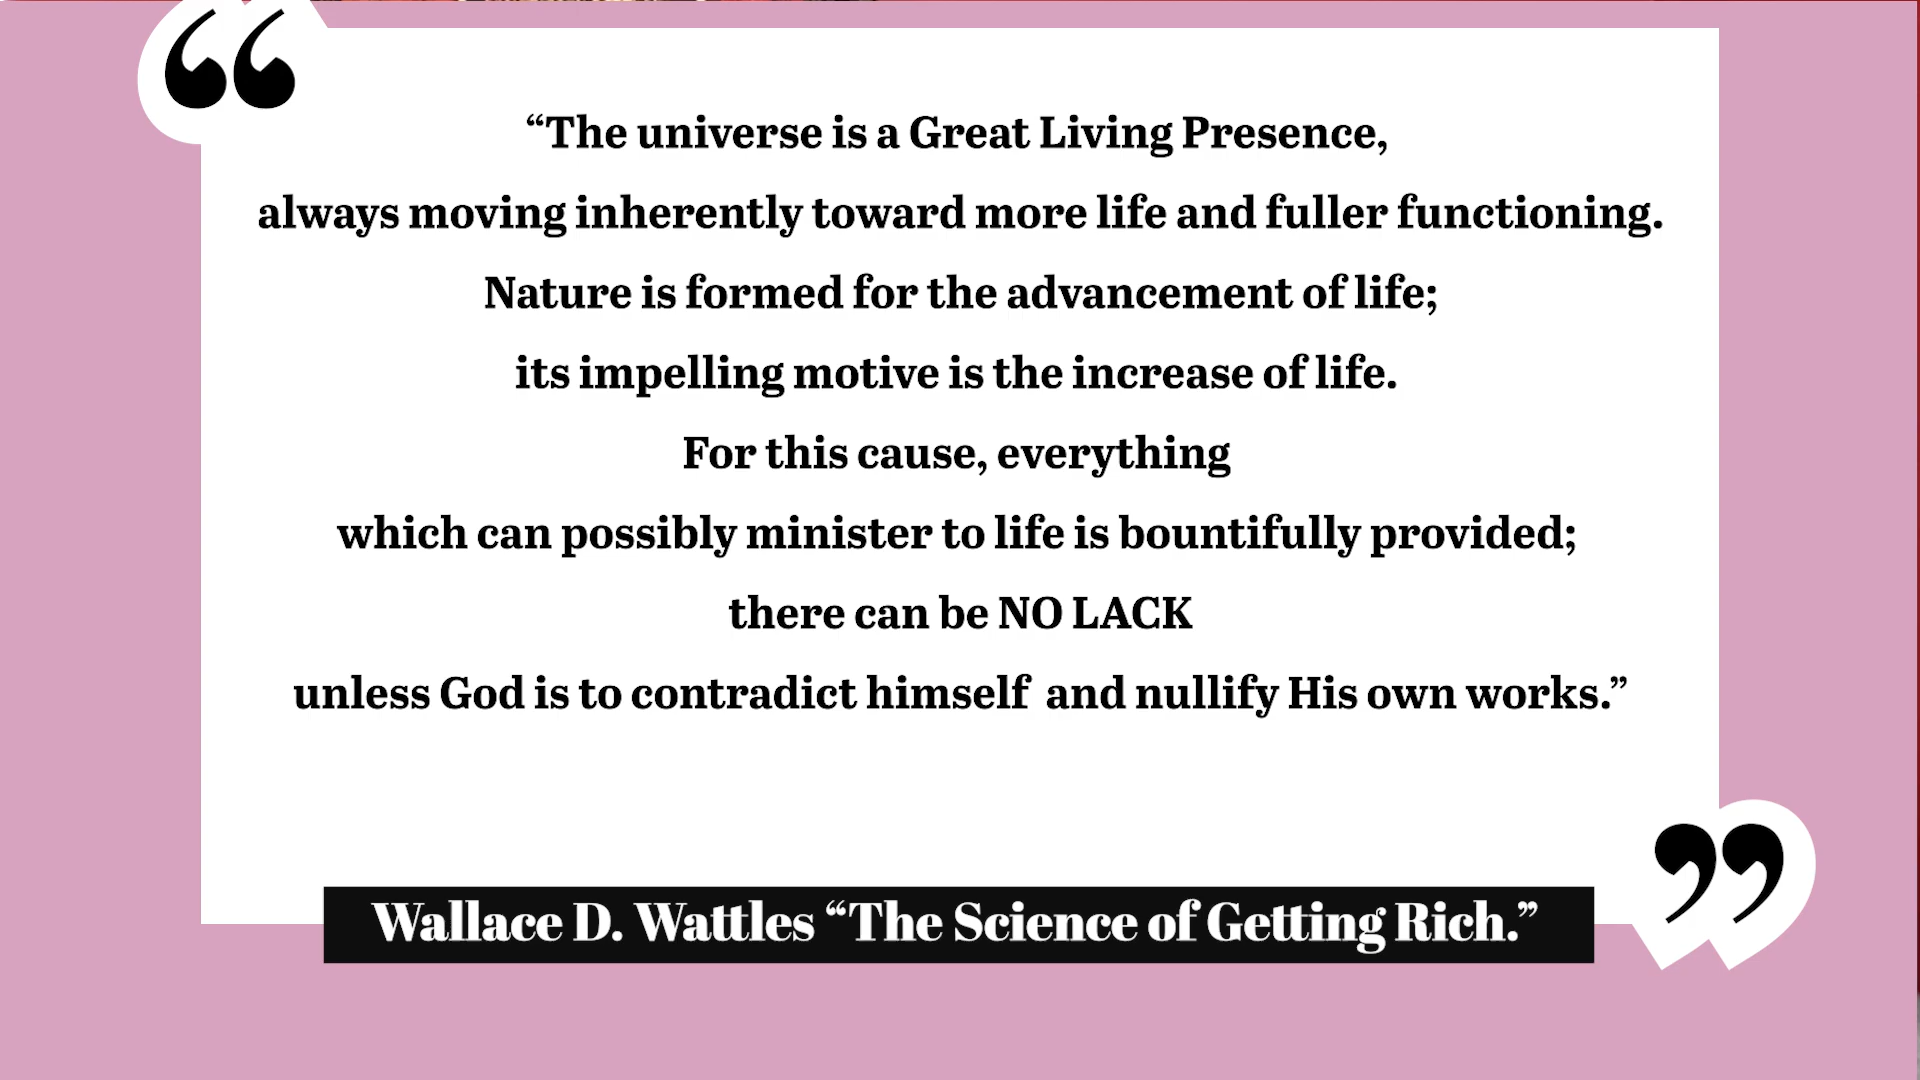 “The universe is a Great Living Presence,
always moving inherently toward more life and fuller functioning.
Nature is formed for the advancement of life;
its impelling motive is the increase of life.
For this cause, everything
which can possibly minister to life is bountifully provided;
there can be NO LACK
unless God is to contradict himself  and nullify His own works.”
Wallace D. Wattles “The Science of Getting Rich.”